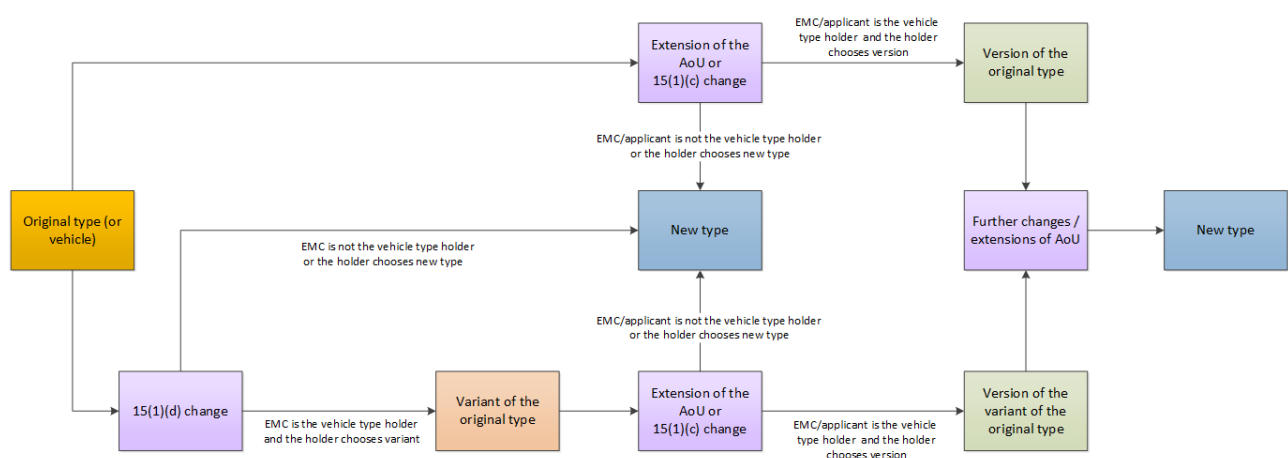 EMC/applicant is the vehicle
type holder and the holder
chooses version
Extension of the
AoU or
15(1)(c) change
Version of the
original type
EMC/applicant is not the vehicle type holder
or the holder chooses new type
Original type (or
vehicle)
New type
Further changes /
extensions of AoU
New type
EMC is not the vehicle type holder
or the holder chooses new type
EMC/applicant is not the vehicle type holder
or the holder chooses new type
15(1)(d) change
Variant of the
original type
Extension of the
AoU or
15(1)(c) change
Version of the
variant of the
original type
EMC is the vehicle type holder
and the holder chooses variant
EMC/applicant is the vehicle
type holder and the holder
chooses version